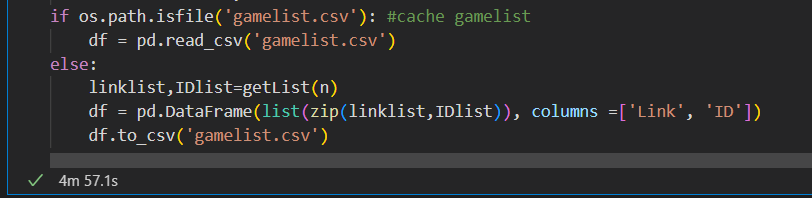 if os.path.isfile('gamelist.csv'): #cache gamelist
    df = pd.read_csv('gamelist.csv')
else:
    linklist,IDlist=getList(n)
    df = pd.DataFrame(list(zip(linklist,IDlist)), columns =['Link', 'ID'])
    df.to_csv('gamelist.csv')
4m 57.1s